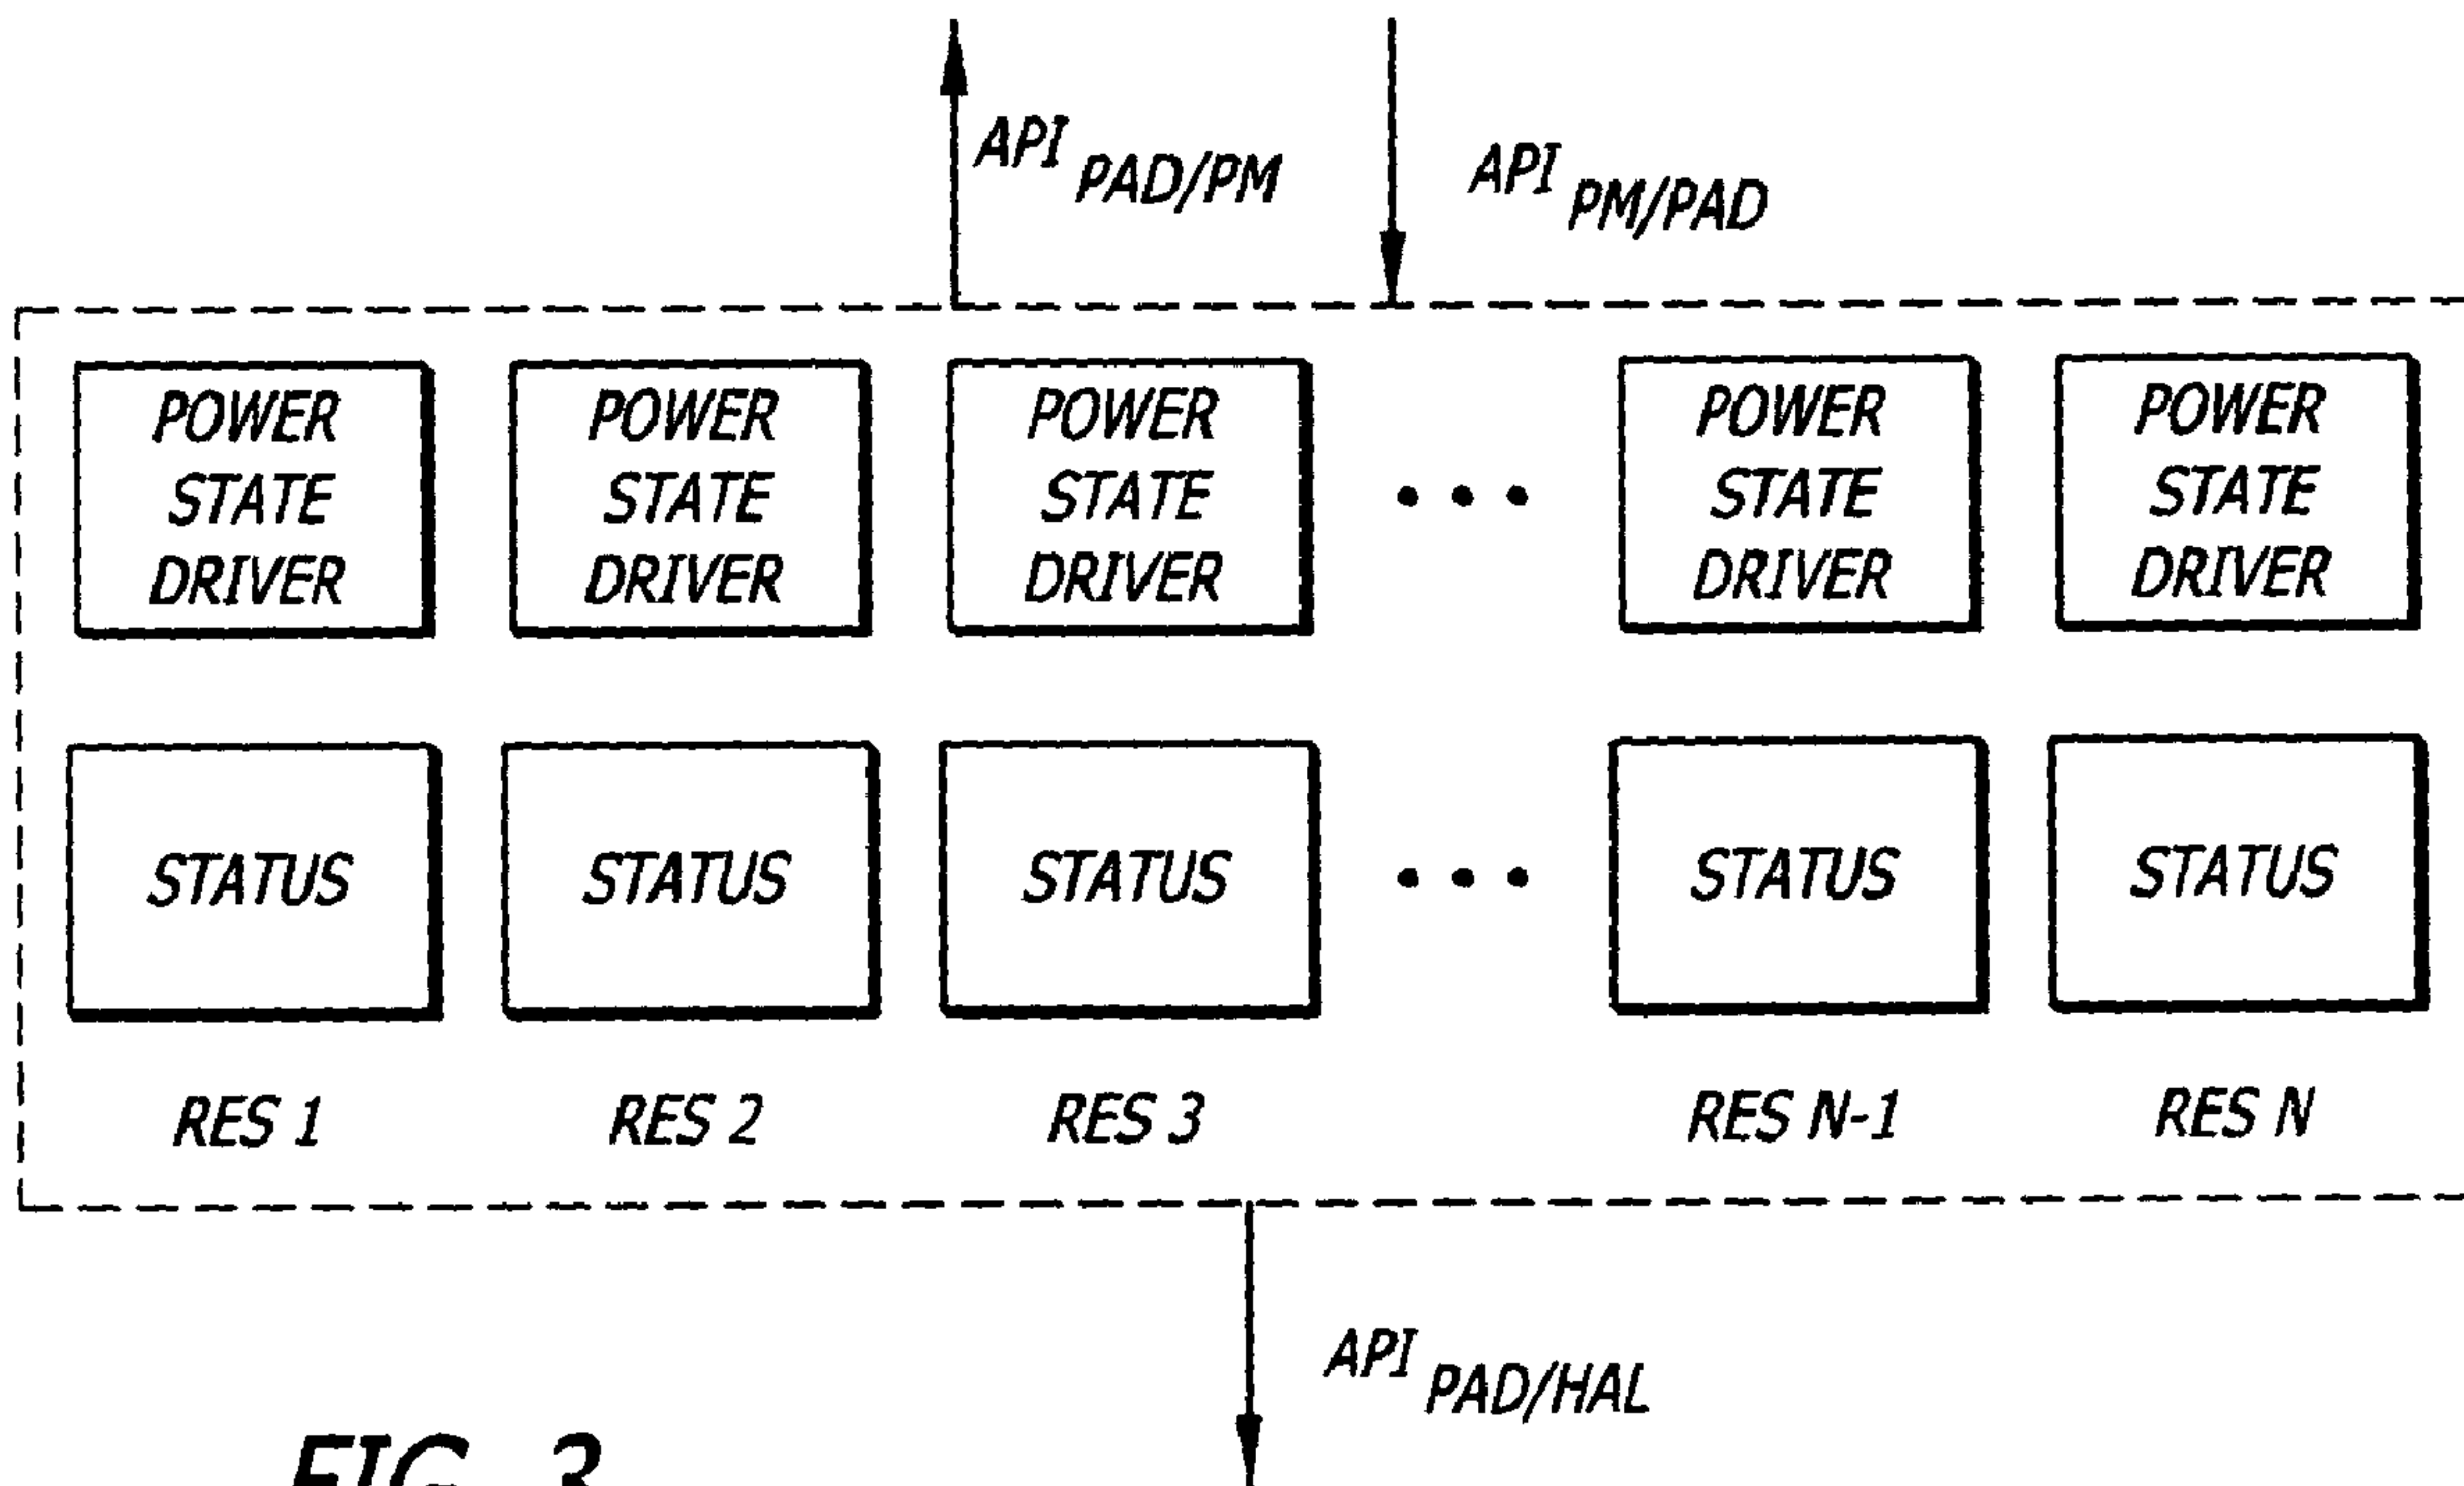 API PAD/PM
API PM/PAD
POWER STATE DRIVER
POWER STATE DRIVER
POWER STATE DRIVER
• • •
POWER STATE DRIVER
POWER STATE DRIVER
STATUS
STATUS
STATUS
• • •
STATUS
STATUS
RES 1
RES 2
RES 3
RES N-1
RES N
API PAD/HAL
FIG. 3